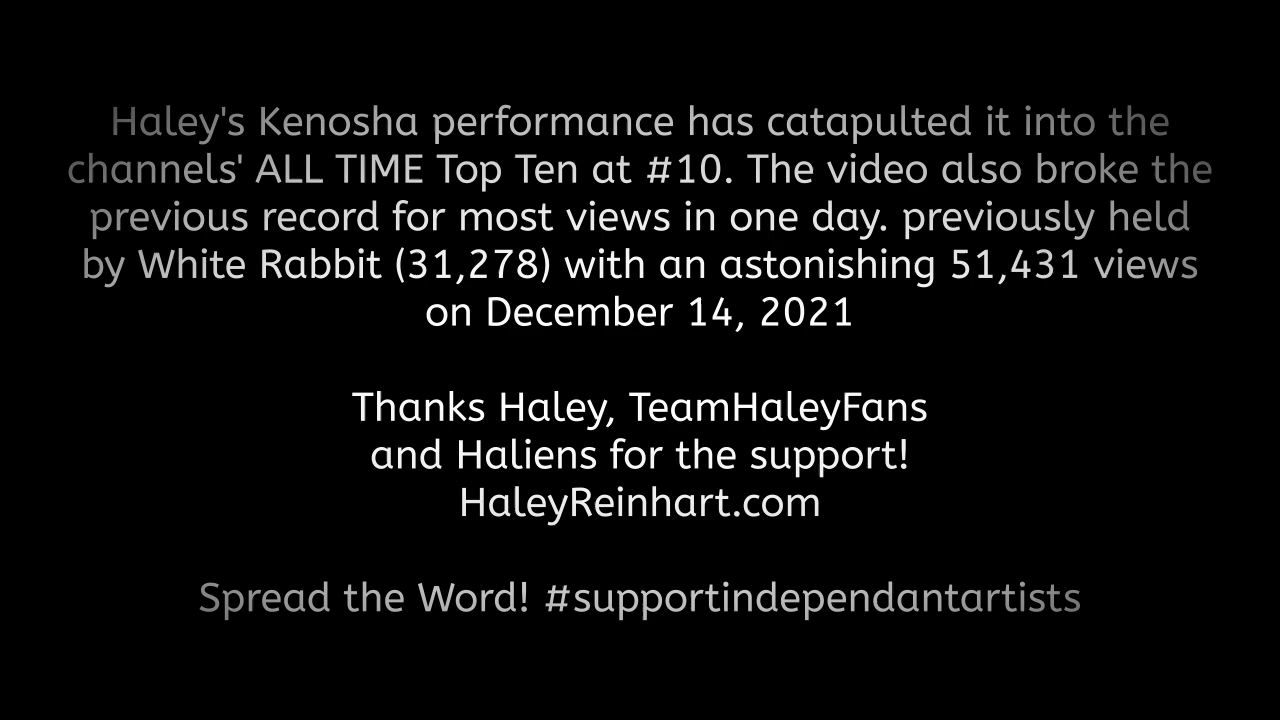 Haley's Kenosha performance has catapulted it into the
channels' ALL TIME Top Ten at #10. The video also broke the
previous record for most views in one day. previously held
by White Rabbit (31,278) with an astonishing 51,431 views
on December 14, 2021
Thanks Haley, TeamHaleyFans
and Haliens for the support!
HaleyReinhart.com
Spread the Word! #supportindependantartists